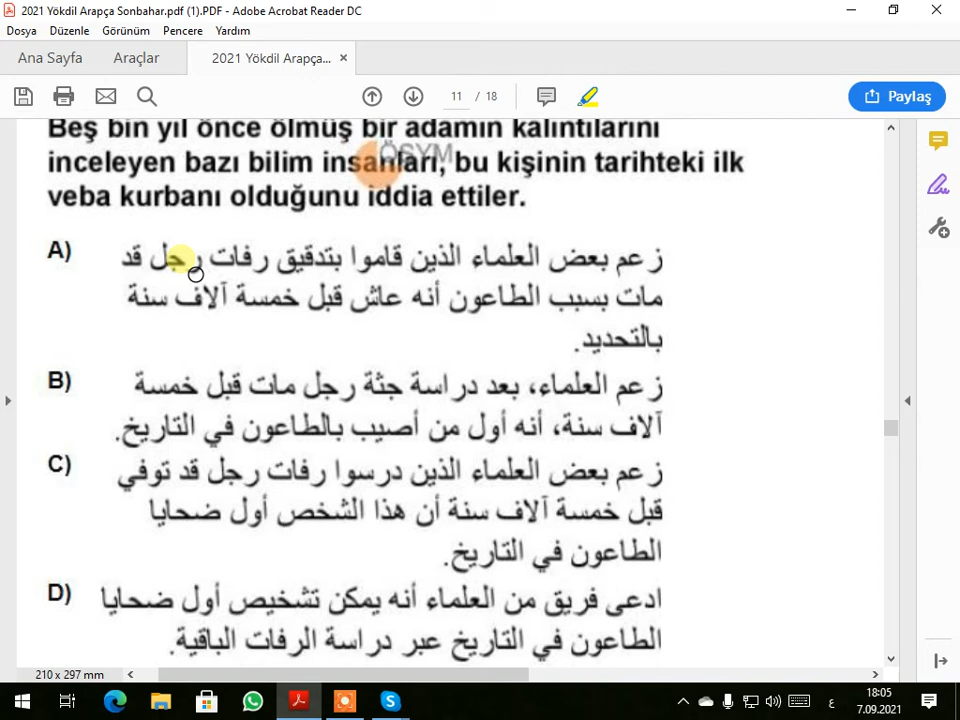 2021 Yökdil Arapça Sonbahar.pdf (1).PDF - Adobe Acrobat Reader DC
Dosya Düzenle Görünüm Pencere Yardım
Ana Sayfa Araçlar 2021 Yökdil Arapça... ×
11 / 18 Paylaş
ÖSYM
Beş bin yıl önce ölmüş bir adamın kalıntılarını
inceleyen bazı bilim insanları, bu kişinin tarihteki ilk
veba kurbanı olduğunu iddia ettiler.
A) زعم بعض العلماء الذين قاموا بتدقيق رفات رجل قد
مات بسبب الطاعون أنه عاش قبل خمسة آلاف سنة
بالتحديد.
B) زعم العلماء، بعد دراسة جثة رجل مات قبل خمسة
آلاف سنة، أنه أول من أصيب بالطاعون في التاريخ.
C) زعم بعض العلماء الذين درسوا رفات رجل قد توفي
قبل خمسة آلاف سنة أن هذا الشخص أول ضحايا
الطاعون في التاريخ.
D) ادعى فريق من العلماء أنه يمكن تشخيص أول ضحايا
الطاعون في التاريخ عبر دراسة الرفات الباقية.
210 x 297 mm
ع 18:05
7.09.2021